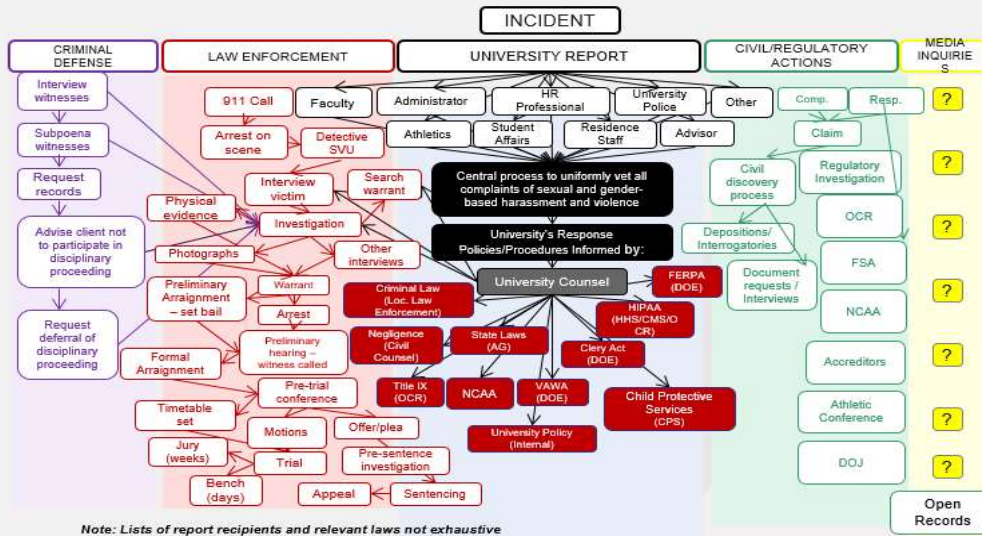 INCIDENT
CRIMINAL
DEFENSE
Interview
witnesses
Subpoena
witnesses
Request
records
Advise client not
to participate in
disciplinary
proceeding
Request
deferral of
disciplinary
proceeding
LAW ENFORCEMENT
911 Call
Arrest on
scene
Detective
SVU
Interview
victim
Search
warrant
Physical
evidence
Investigation
Photographs
Other
interviews
Warrant
Preliminary
Arraignment
– set bail
Arrest
Preliminary
hearing –
witness called
Formal
Arraignment
Pre-trial
conference
Timetable
set
Motions
Offer/plea
Jury
(weeks)
Trial
Pre-sentence
investigation
Bench
(days)
Appeal
Sentencing
UNIVERSITY REPORT
Faculty
Administrator
HR
Professional
University
Police
Other
Athletics
Student
Affairs
Residence
Staff
Advisor
Central process to uniformly vet all
complaints of sexual and gender-
based harassment and violence
University's Response
Policies/Procedures Informed by:
University Counsel
FERPA
(DOE)
Criminal Law
(Loc. Law
Enforcement)
HIPAA
(HHS/CMS/O
CR)
Negligence
(Civil
Counsel)
State Laws
(AG)
Clery Act
(DOE)
Title IX
(OCR)
NCAA
VAWA
(DOE)
Child Protective
Services
(CPS)
University Policy
(Internal)
CIVIL/REGULATORY
ACTIONS
Comp.
Resp.
Claim
Civil
discovery
process
Regulatory
Investigation
Depositions/
Interrogatories
OCR
Document
requests /
Interviews
FSA
NCAA
Accreditors
Athletic
Conference
DOJ
MEDIA
INQUIRIE
S
?
?
?
?
?
?
?
Open
Records
Note: Lists of report recipients and relevant laws not exhaustive